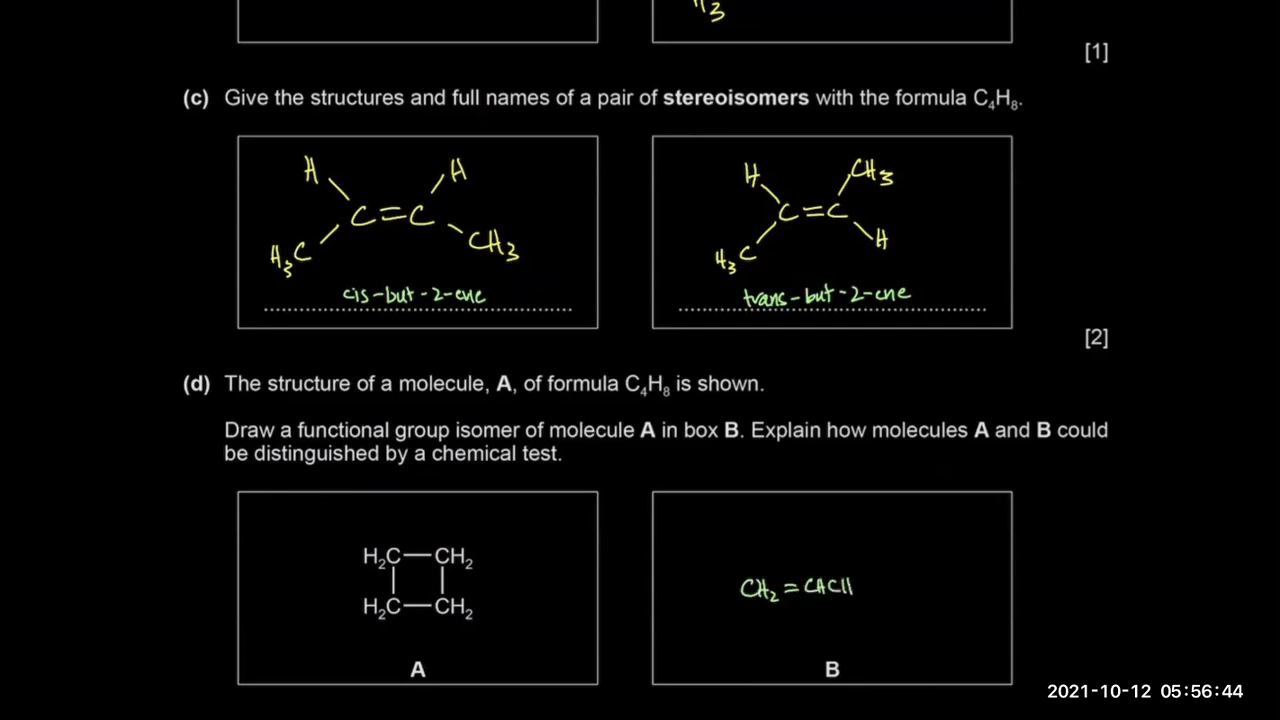 H3
[1]
(c) Give the structures and full names of a pair of stereoisomers with the formula C4H8.
H H H CH3
C=C C=C
H3C CH3 H3C H
cis-but-2-ene trans-but-2-ene
[2]
(d) The structure of a molecule, A, of formula C4H8 is shown.
Draw a functional group isomer of molecule A in box B. Explain how molecules A and B could
be distinguished by a chemical test.
H2C—CH2
CH2=CHCH
H2C—CH2
A B
2021-10-12 05:56:44